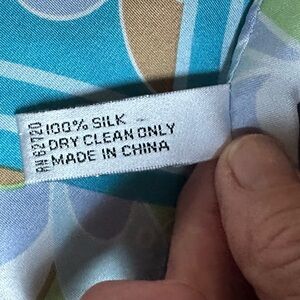 RN 62720
100% SILK
DRY CLEAN ONLY
MADE IN CHINA